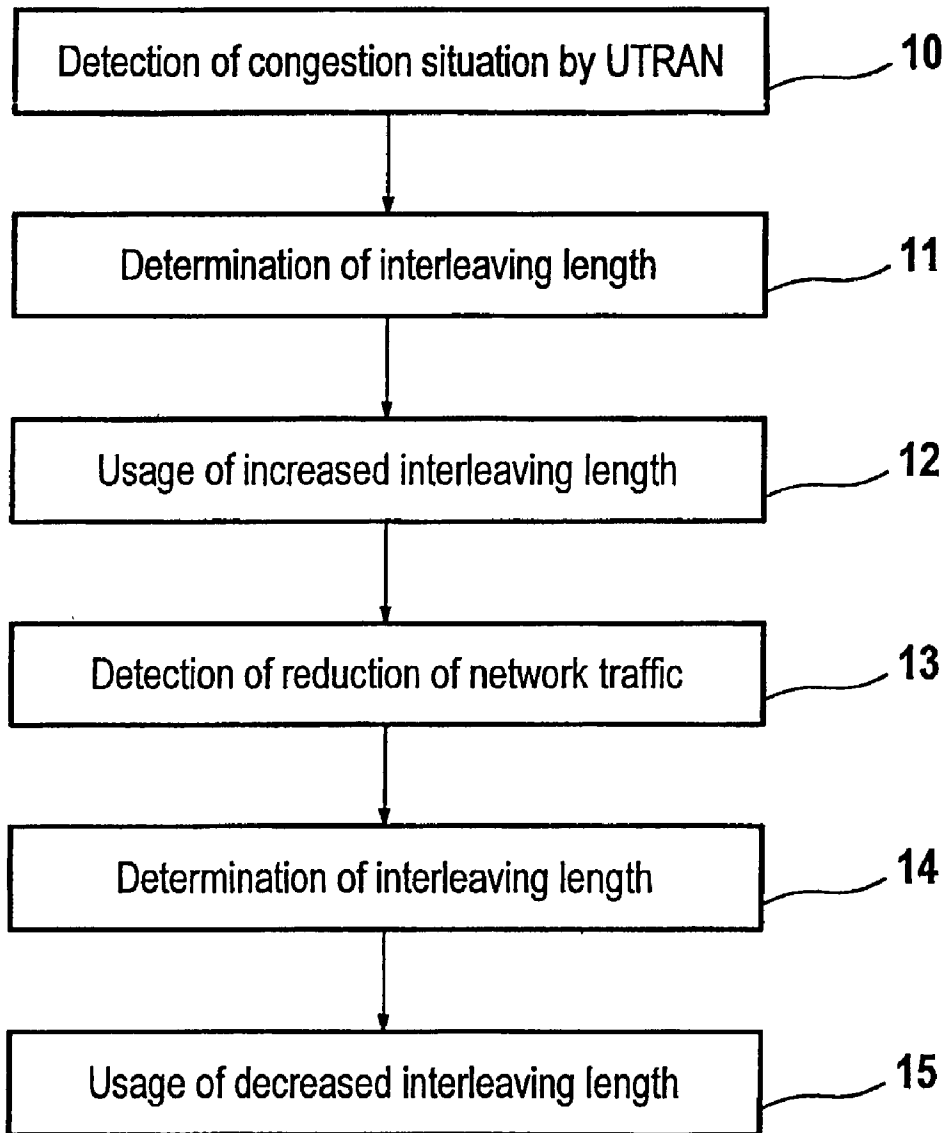 Detection of congestion situation by UTRAN 10
Determination of interleaving length 11
Usage of increased interleaving length 12
Detection of reduction of network traffic 13
Determination of interleaving length 14
Usage of decreased interleaving length 15